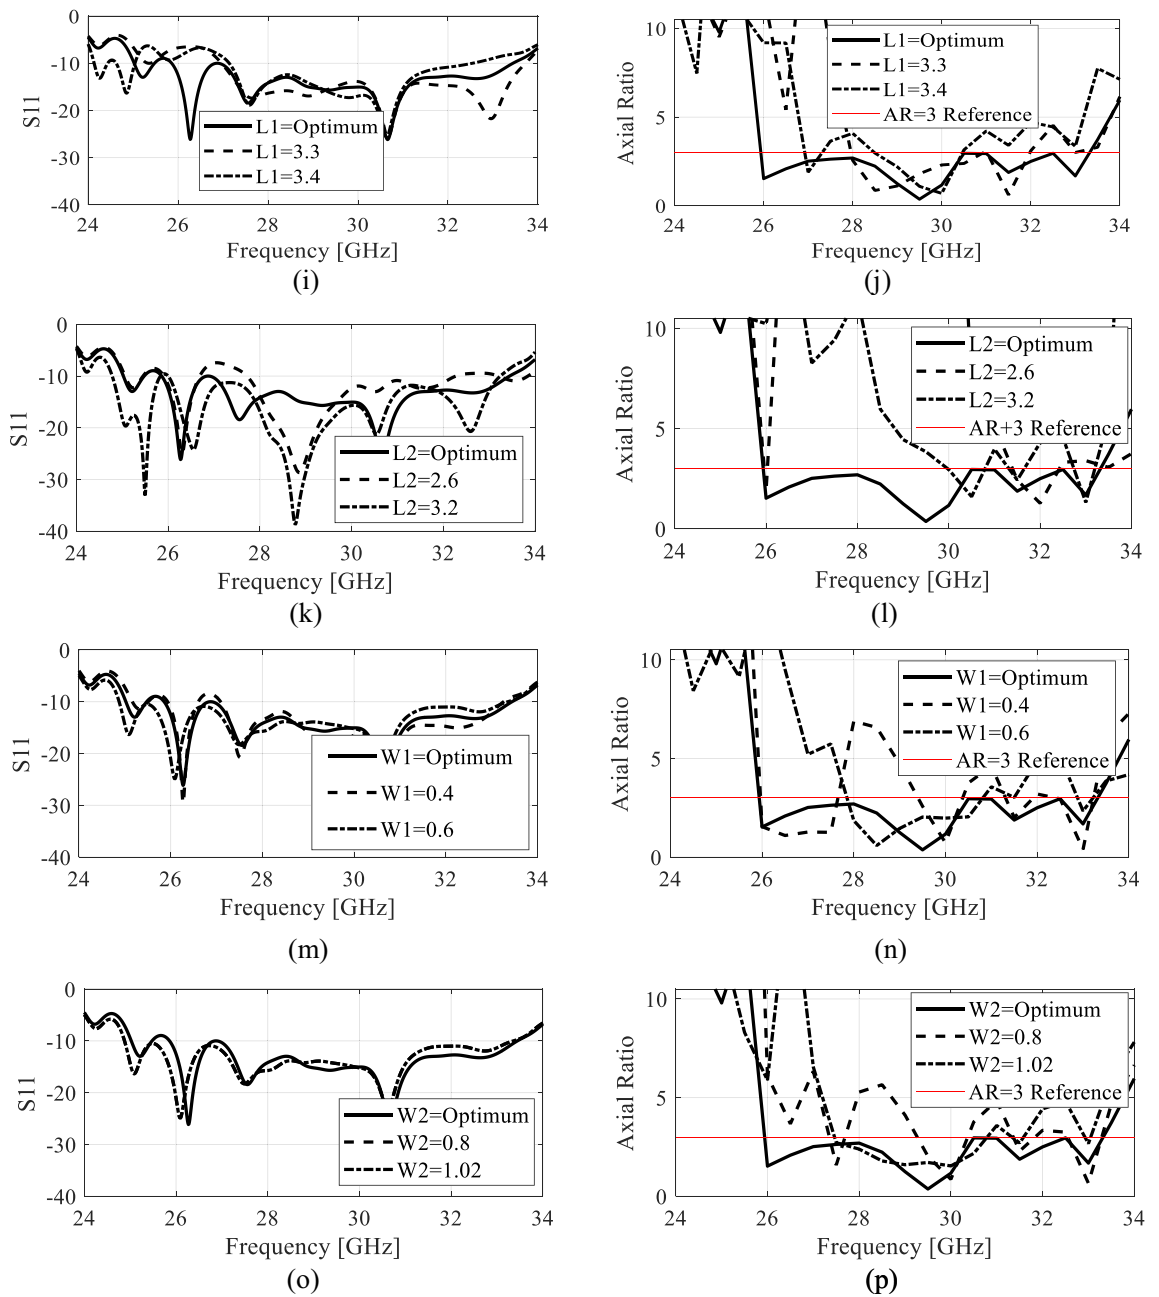 0
-10
-20
-30
-40
S11
L1=Optimum
L1=3.3
L1=3.4
24 26 28 30 32 34
Frequency [GHz]
(i)
10
5
0
Axial Ratio
L1=Optimum
L1=3.3
L1=3.4
AR=3 Reference
24 26 28 30 32 34
Frequency [GHz]
(j)
0
-10
-20
-30
-40
S11
L2=Optimum
L2=2.6
L2=3.2
24 26 28 30 32 34
Frequency [GHz]
(k)
10
5
0
Axial Ratio
L2=Optimum
L2=2.6
L2=3.2
AR+3 Reference
24 26 28 30 32 34
Frequency [GHz]
(l)
0
-10
-20
-30
-40
S11
W1=Optimum
W1=0.4
W1=0.6
24 26 28 30 32 34
Frequency [GHz]
(m)
10
5
0
Axial Ratio
W1=Optimum
W1=0.4
W1=0.6
AR=3 Reference
24 26 28 30 32 34
Frequency [GHz]
(n)
0
-10
-20
-30
-40
S11
W2=Optimum
W2=0.8
W2=1.02
24 26 28 30 32 34
Frequency [GHz]
(o)
10
5
0
Axial Ratio
W2=Optimum
W2=0.8
W2=1.02
AR=3 Reference
24 26 28 30 32 34
Frequency [GHz]
(p)